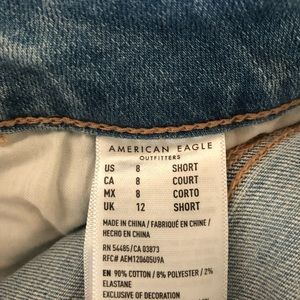 AMERICAN EAGLE
OUTFITTERS
US 8 SHORT
CA 8 COURT
MX 8 CORTO
UK 12 SHORT
MADE IN CHINA / FABRIQUÉ EN CHINE /
HECHO EN CHINA
RN 54485/ CA 03873
RFC# AEM120605U9A
EN 90% COTTON/ 8% POLYESTER/ 2%
ELASTANE
EXCLUSIVE OF DECORATION